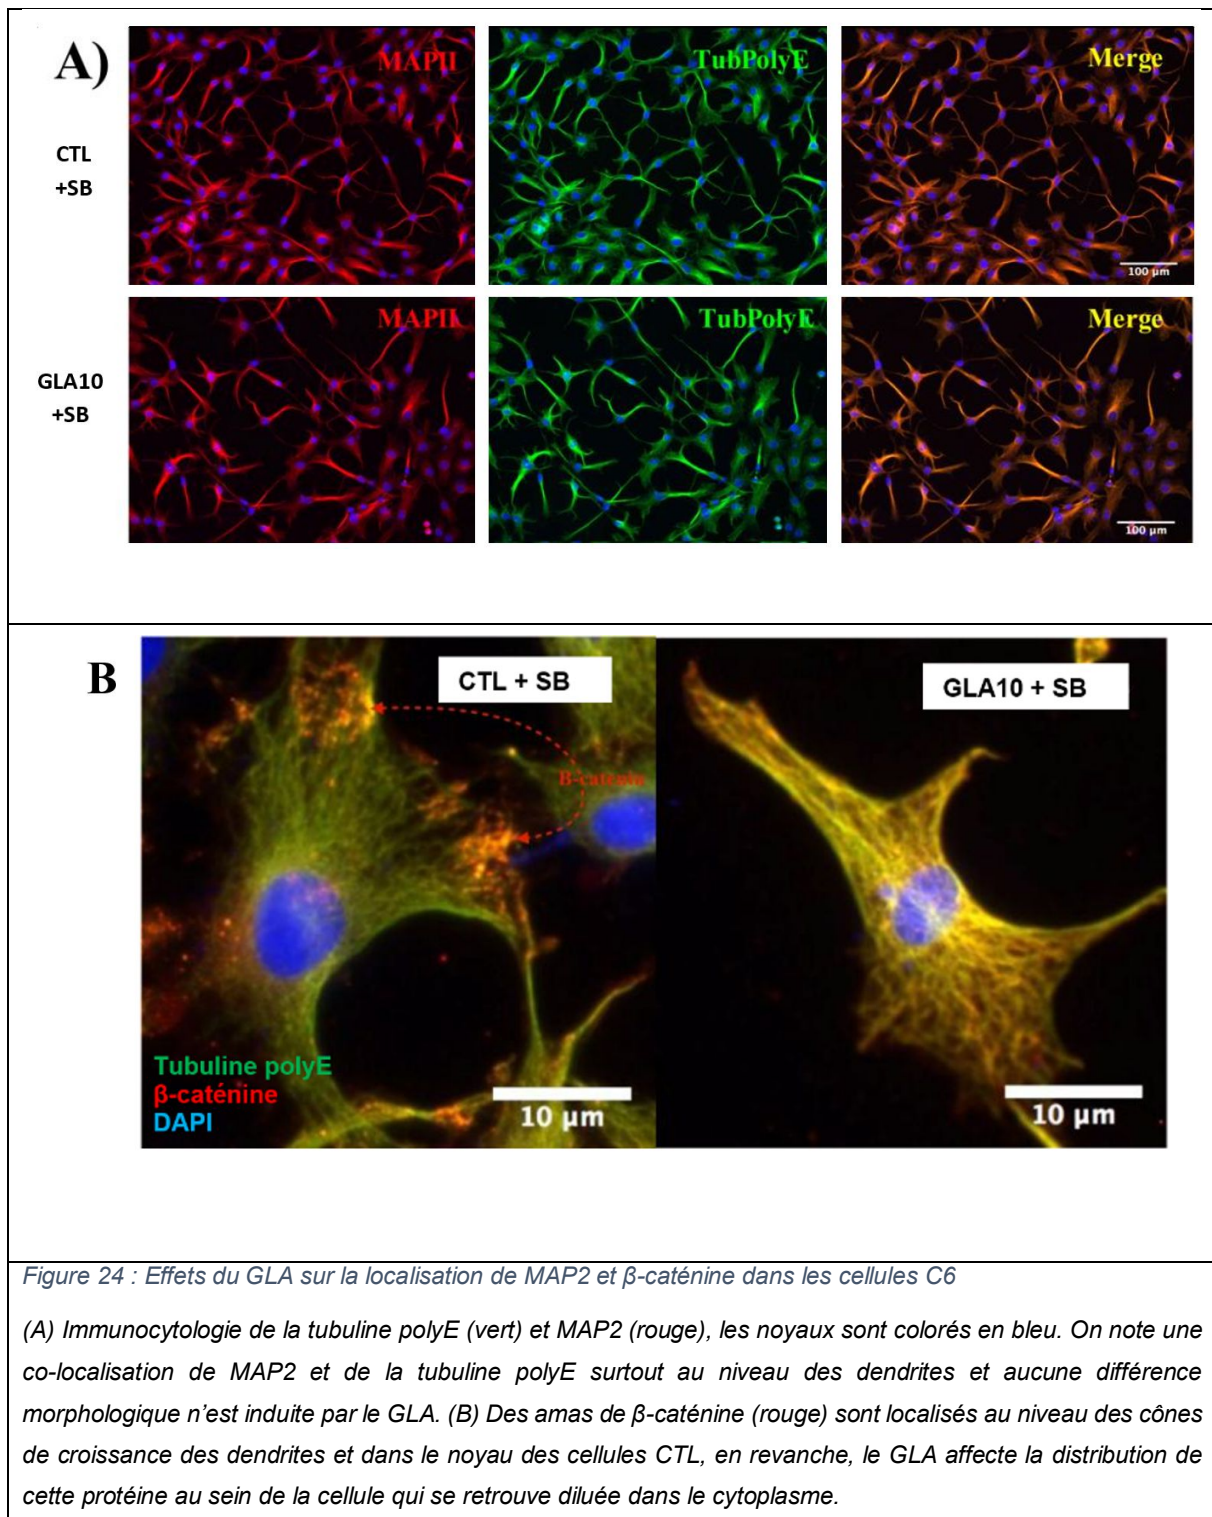 A)
MAPII
TubPolyE
Merge
CTL
+SB
100 µm
MAPII
TubPolyE
Merge
GLA10
+SB
100 µm
B
CTL + SB
GLA10 + SB
B-catenin
Tubuline polyE
β-caténine
DAPI
10 µm
10 µm
Figure 24 : Effets du GLA sur la localisation de MAP2 et β-caténine dans les cellules C6
(A) Immunocytologie de la tubuline polyE (vert) et MAP2 (rouge), les noyaux sont colorés en bleu. On note une
co-localisation de MAP2 et de la tubuline polyE surtout au niveau des dendrites et aucune différence
morphologique n'est induite par le GLA. (B) Des amas de β-caténine (rouge) sont localisés au niveau des cônes
de croissance des dendrites et dans le noyau des cellules CTL, en revanche, le GLA affecte la distribution de
cette protéine au sein de la cellule qui se retrouve diluée dans le cytoplasme.